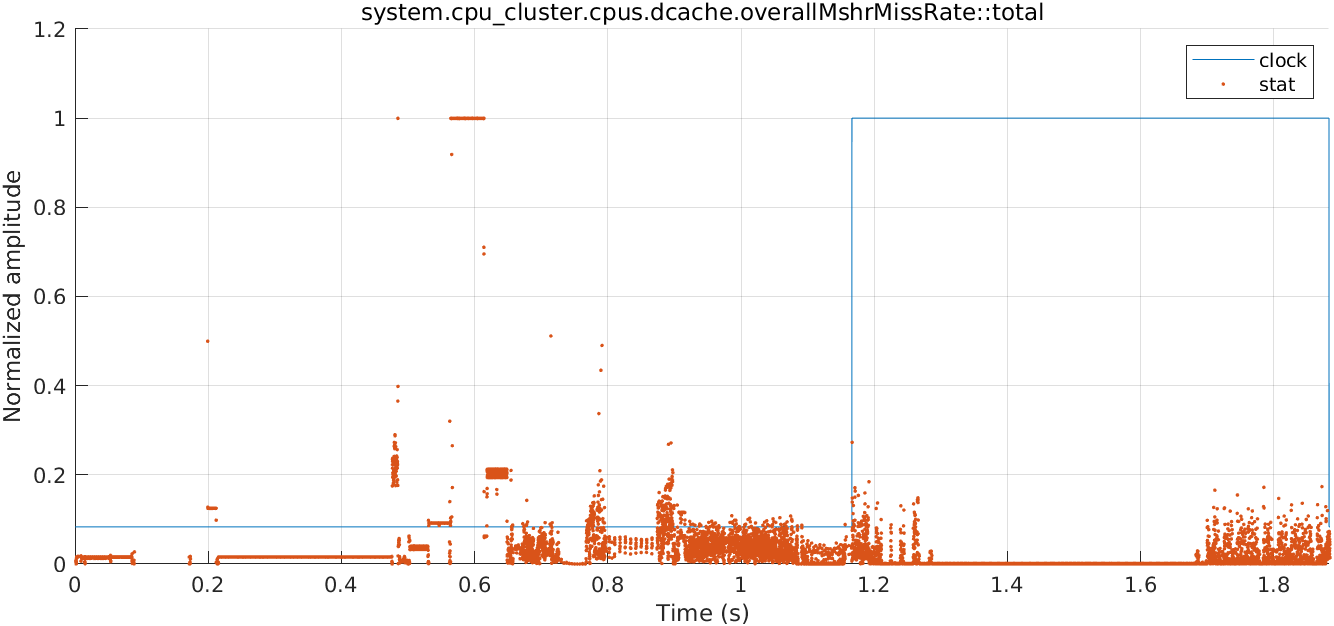 system.cpu_cluster.cpus.dcache.overallMshrMissRate::total
Normalized amplitude
1.2
1
0.8
0.6
0.4
0.2
0
clock
stat
0 0.2 0.4 0.6 0.8 1 1.2 1.4 1.6 1.8
Time (s)